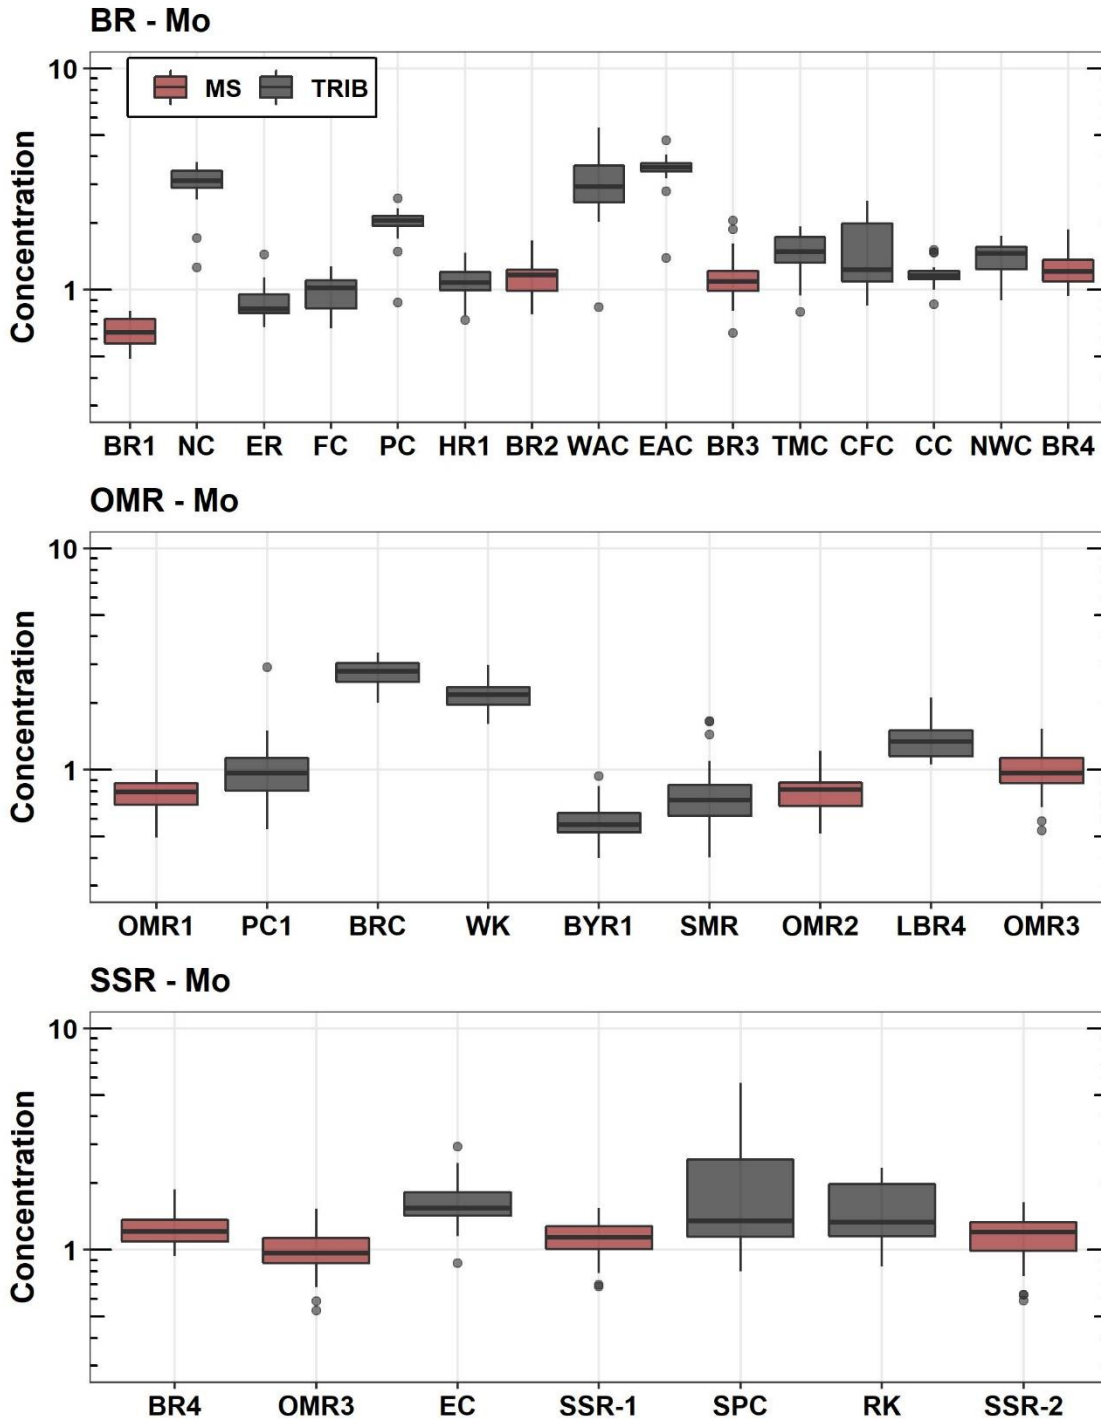 BR - Mo
10
MS TRIB
Concentration
1
BR1 NC ER FC PC HR1 BR2 WAC EAC BR3 TMC CFC CC NWC BR4
OMR - Mo
10
Concentration
1
OMR1 PC1 BRC WK BYR1 SMR OMR2 LBR4 OMR3
SSR - Mo
10
Concentration
1
BR4 OMR3 EC SSR-1 SPC RK SSR-2